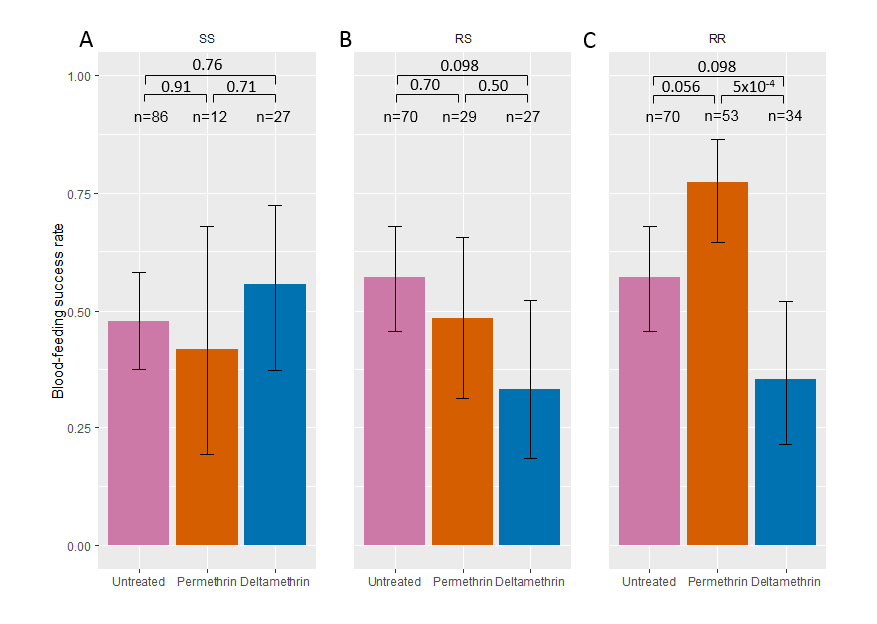 A SS
B RS
C RR
0.76
0.91 0.71
n=86 n=12 n=27
0.098
0.70 0.50
n=70 n=29 n=27
0.098
0.056 5x10⁻⁴
n=70 n=53 n=34
Blood-feeding success rate
1.00
0.75
0.50
0.25
0.00
Untreated Permethrin Deltamethrin
Untreated Permethrin Deltamethrin
Untreated Permethrin Deltamethrin